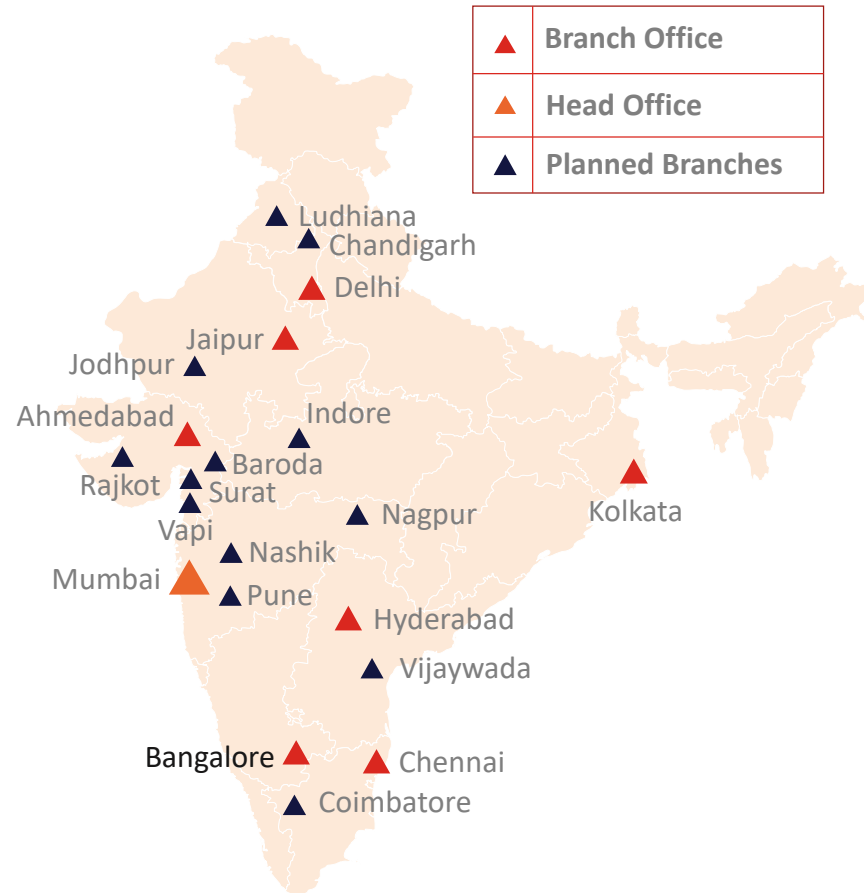 Branch Office
Head Office
Planned Branches
Ludhiana
Chandigarh
Delhi
Jaipur
Jodhpur
Ahmedabad
Indore
Baroda
Rajkot
Surat
Vapi
Nagpur
Kolkata
Nashik
Mumbai
Pune
Hyderabad
Vijaywada
Bangalore
Chennai
Coimbatore